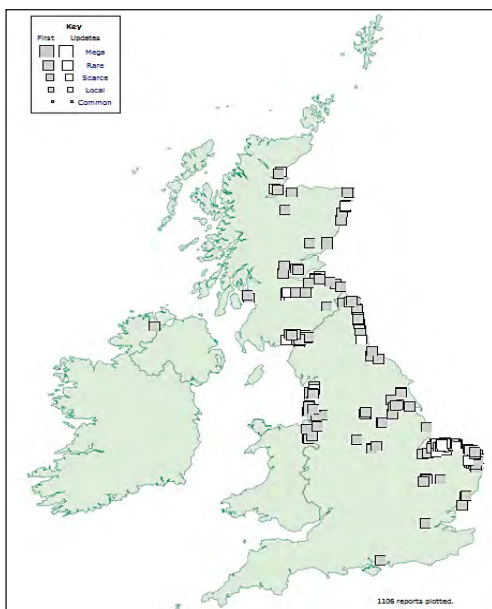 Key
First Updates
Mega
Rare
Scarce
Local
Common
1106 reports plotted.